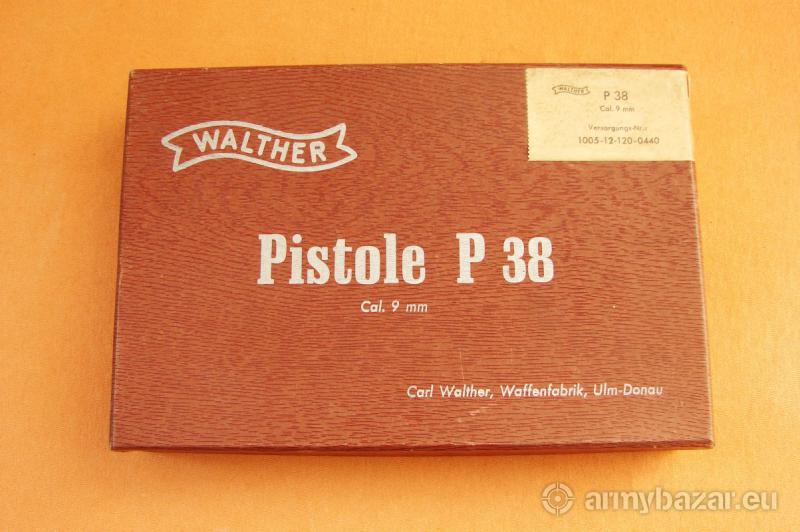 WALTHER
P 38
Cal. 9 mm
Versorgungs-Nr.:
1005-12-120-0440
WALTHER
Pistole P 38
Cal. 9 mm
Carl Walther, Waffenfabrik, Ulm-Donau
armybazar.eu